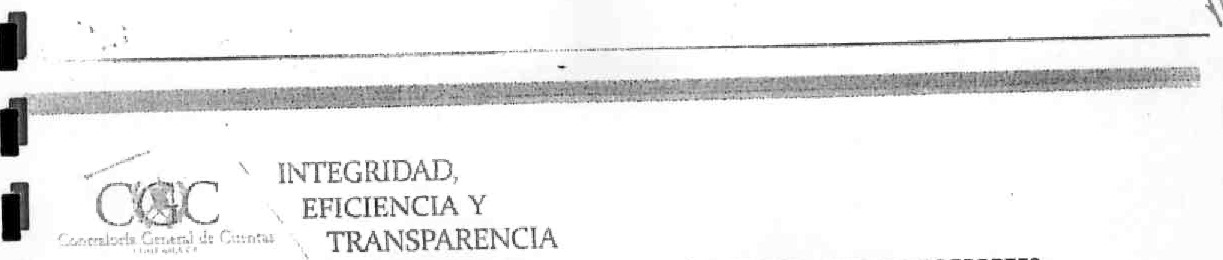 INTEGRIDAD,
EFICIENCIA Y
TRANSPARENCIA
CGC
Contraloría General de Cuentas